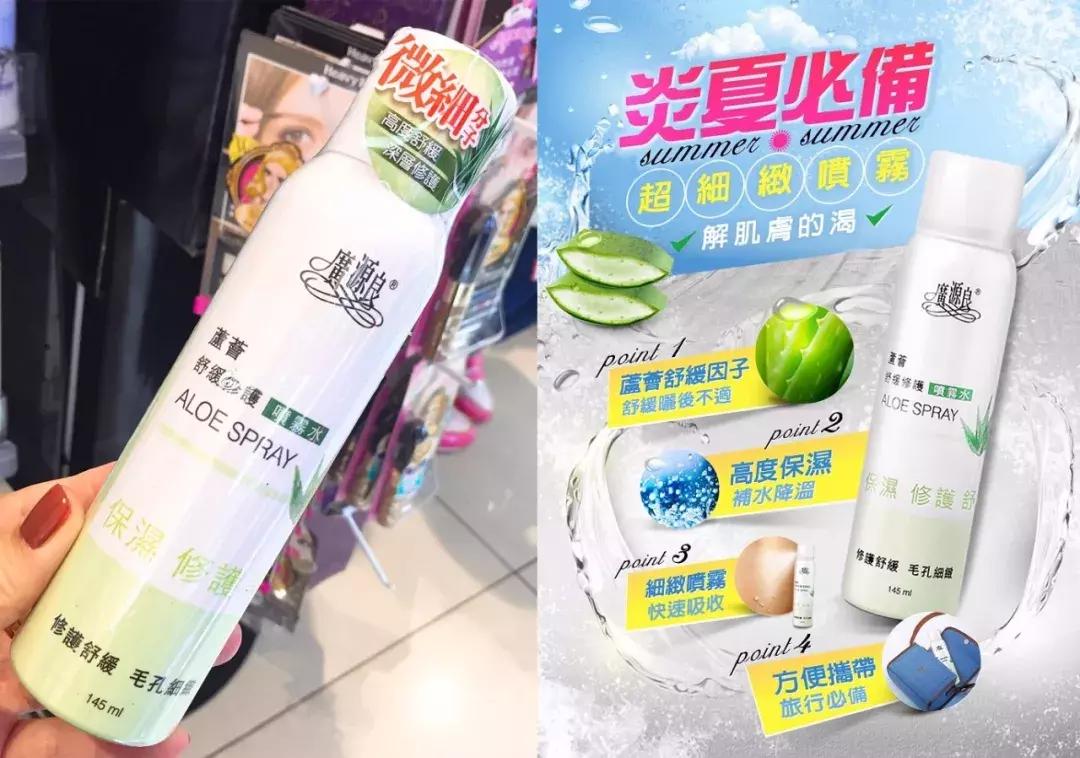 微細分子
高度舒緩
深層修護
廣源良®
蘆薈
舒緩修護 噴霧水
ALOE SPRAY
保濕 修護
修護舒緩 毛孔細緻
145 ml
炎夏必備
summer summer
超細緻噴霧
解肌膚的渴
point 1
蘆薈舒緩因子
舒緩曬後不適
point 2
高度保濕
補水降溫
point 3
細緻噴霧
快速吸收
point 4
方便攜帶
旅行必備
廣源良®
蘆薈
舒緩修護 噴霧水
ALOE SPRAY
保濕 修護舒
修護舒緩 毛孔細緻
145 ml